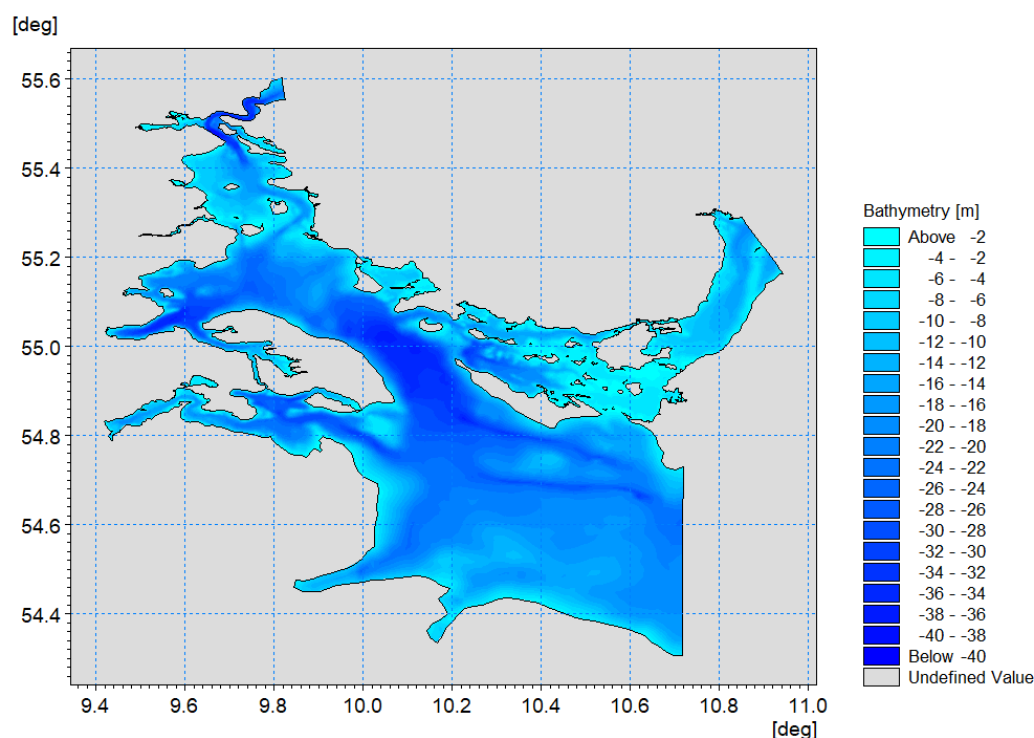 [deg]
55.6
55.4
55.2
55.0
54.8
54.6
54.4
9.4 9.6 9.8 10.0 10.2 10.4 10.6 10.8 11.0
[deg]
Bathymetry [m]
Above -2
-4 - -2
-6 - -4
-8 - -6
-10 - -8
-12 - -10
-14 - -12
-16 - -14
-18 - -16
-20 - -18
-22 - -20
-24 - -22
-26 - -24
-28 - -26
-30 - -28
-32 - -30
-34 - -32
-36 - -34
-38 - -36
-40 - -38
Below -40
Undefined Value